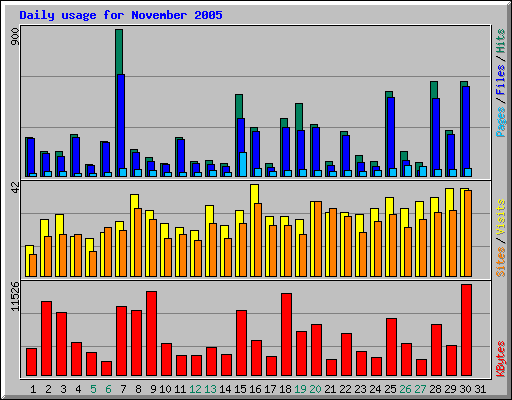 Daily usage for November 2005
900
Pages / Files / Hits
42
Sites / Visits
11526
KBytes
1 2 3 4 5 6 7 8 9 10 11 12 13 14 15 16 17 18 19 20 21 22 23 24 25 26 27 28 29 30 31